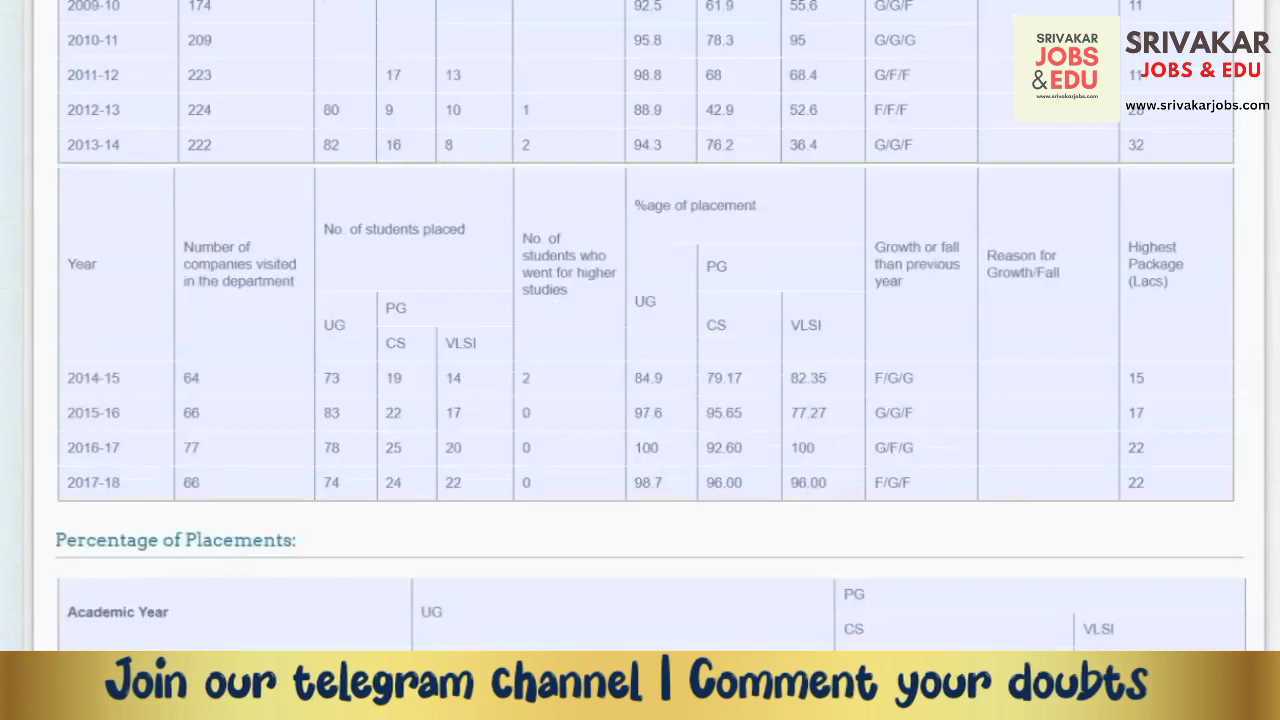 2009-10 174 92.5 61.9 55.6 G/G/F 11
2010-11 209 95.8 78.3 95 G/G/G
2011-12 223 17 13 98.8 68 68.4 G/F/F 11
2012-13 224 80 9 10 1 88.9 42.9 52.6 F/F/F
2013-14 222 82 16 8 2 94.3 76.2 36.4 G/G/F 32
SRIVAKAR
JOBS
&EDU
www.srivakarjobs.com
SRIVAKAR
JOBS & EDU
www.srivakarjobs.com
Year
Number of
companies visited
in the department
No. of students placed
UG
PG
CS VLSI
No. of
students who
went for higher
studies
%age of placement
UG
PG
CS VLSI
Growth or fall
than previous
year
Reason for
Growth/Fall
Highest
Package
(Lacs)
2014-15 64 73 19 14 2 84.9 79.17 82.35 F/G/G 15
2015-16 66 83 22 17 0 97.6 95.65 77.27 G/G/F 17
2016-17 77 78 25 20 0 100 92.60 100 G/F/G 22
2017-18 66 74 24 22 0 98.7 96.00 96.00 F/G/F 22
Percentage of Placements:
Academic Year UG PG
CS VLSI
Join our telegram channel | Comment your doubts